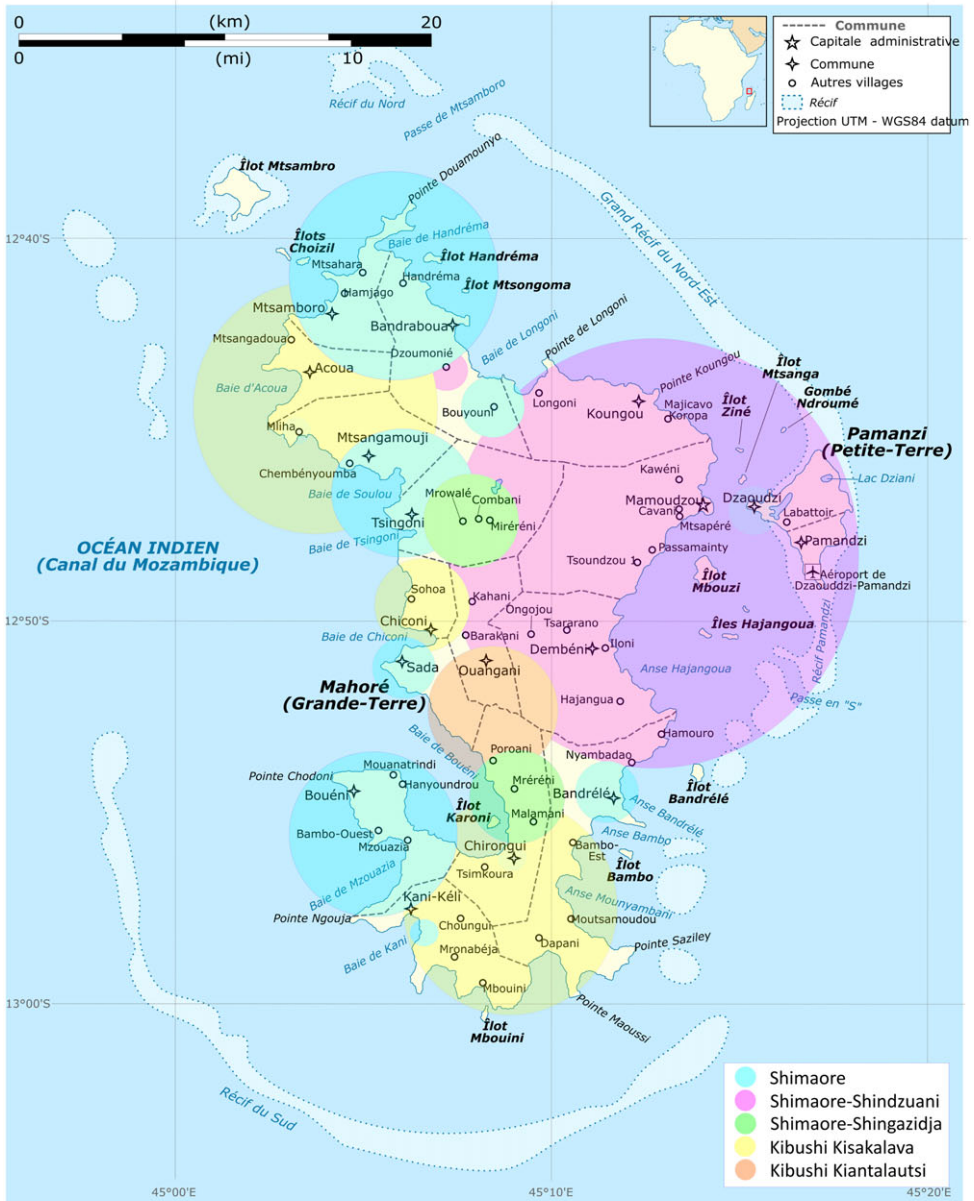 (km)
0
20
0
(mi)
10
Commune
Capitale administrative
Commune
Autres villages
Récif
Projection UTM - WGS84 datum
Récif du Nord
Passe de Mtsamboro
Îlot Mtsambro
Pointe Douamounyo
Grand Récif du Nord-Est
12°40'S
Îlots
Choizil
Baie de Handréma
Îlot Handréma
Mtsahara
Handréma
Hamjago
Îlot Mtsongoma
Mtsamboro
Bandraboua
Baie de Longoni
Pointe de Longoni
Mtsangadoua
Dzoumonié
Acoua
Baie d'Acoua
Pointe Koungou
Îlot
Mtsanga
Longoni
Koungou
Majicavo
Koropa
Îlot
Ziné
Gombé
Ndroumé
Bouyouni
Mliha
Mtsangamouji
Chembényoumba
Pamanzi
(Petite-Terre)
Kawéni
Lac Dziani
Baie de Soulou
Mrowalé
Combani
Mamoudzou
Dzaoudzi
Tsingoni
Miréréni
Cavani
Mtsapéré
Labattoir
Baie de Tsingoni
OCÉAN INDIEN
(Canal du Mozambique)
Passamainty
Pamandzi
Tsoundzou
Îlot
Mbouzi
Aéroport de
Dzaouddzi-Pamandzi
Sohoa
Kahani
Ongojou
Chiconi
Tsararano
Îles Hajangoua
12°50'S
Baie de Chiconi
Barakani
Dembéni
Iloni
Récif Pamandzi
Sada
Ouangani
Anse Hajangoua
Mahoré
(Grande-Terre)
Hajangua
Passe en "S"
Hamouro
Baie de Bouéni
Poroani
Nyambadao
Mouanatrindi
Pointe Chodoni
Hanyoundrou
Îlot
Bandrélé
Bouéni
Mréréni
Bandrélé
Îlot
Karoni
Malamani
Anse Bandrélé
Bambo-Ouest
Mzouazia
Anse Bambo
Chirongui
Bambo-
Est
Îlot
Bambo
Tsimkoura
Baie de Mzouazia
Kani-Kéli
Anse Mounyambani
Pointe Ngouja
Choungui
Moutsamoudou
Dapani
Pointe Saziley
Baie de Kani
Mronabéja
Mbouini
Pointe Maoussi
13°00'S
Îlot
Mbouini
Récif du Sud
Shimaore
Shimaore-Shindzuani
Shimaore-Shingazidja
Kibushi Kisakalava
Kibushi Kiantalautsi
45°00'E
45°10'E
45°20'E